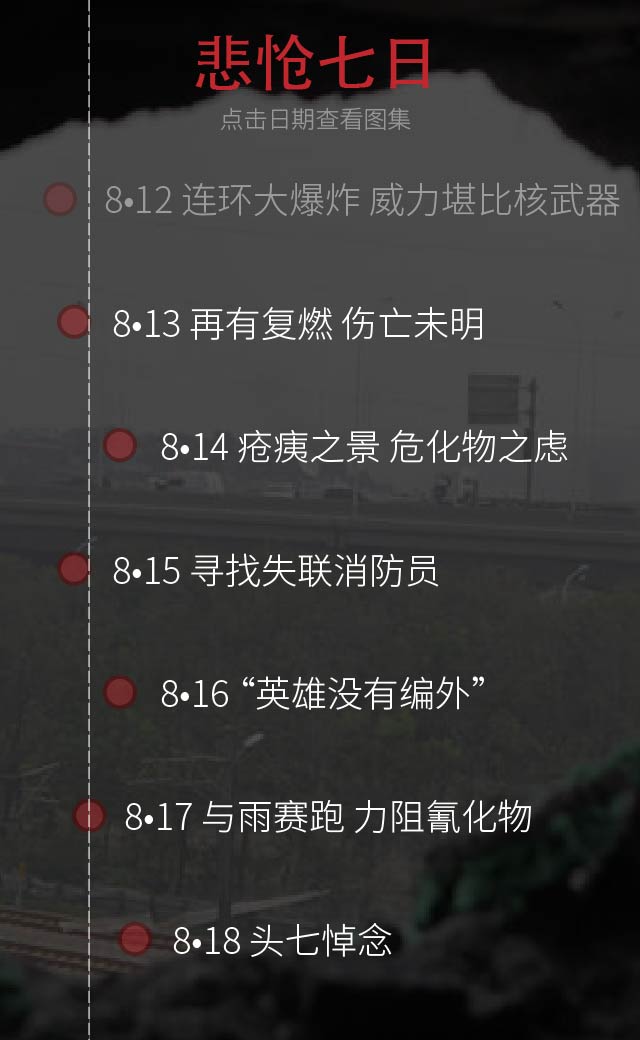 悲怆七日
点击日期查看图集
8•12 连环大爆炸 威力堪比核武器
8•13 再有复燃 伤亡未明
8•14 疮痍之景 危化物之虑
8•15 寻找失联消防员
8•16 “英雄没有编外”
8•17 与雨赛跑 力阻氰化物
8•18 头七悼念